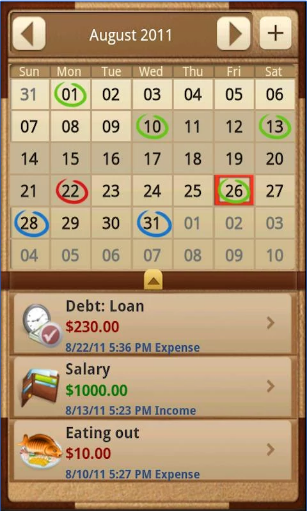 August 2011 +
Sun Mon Tue Wed Thu Fri Sat
31 01 02 03 04 05 06
07 08 09 10 11 12 13
14 15 16 17 18 19 20
21 22 23 24 25 26 27
28 29 30 31 01 02 03
04 05 06 07 08 09 10
Debt: Loan
$230.00
8/22/11 5:36 PM Expense
Salary
$1000.00
8/13/11 5:23 PM Income
Eating out
$10.00
8/10/11 5:27 PM Expense